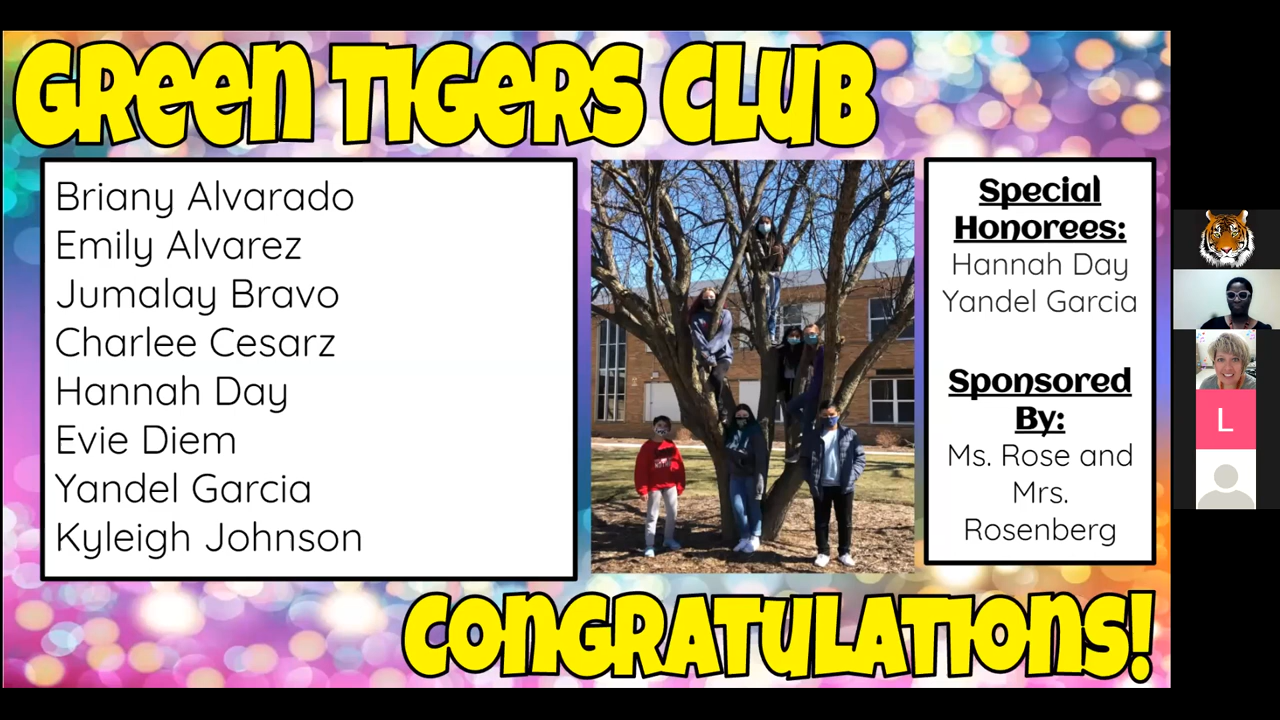 GReen TIGeRS CLUB
Briany Alvarado
Emily Alvarez
Jumalay Bravo
Charlee Cesarz
Hannah Day
Evie Diem
Yandel Garcia
Kyleigh Johnson
Special
Honorees:
Hannah Day
Yandel Garcia
Sponsored
By:
Ms. Rose and
Mrs.
Rosenberg
ConGRATULATIonS!
L